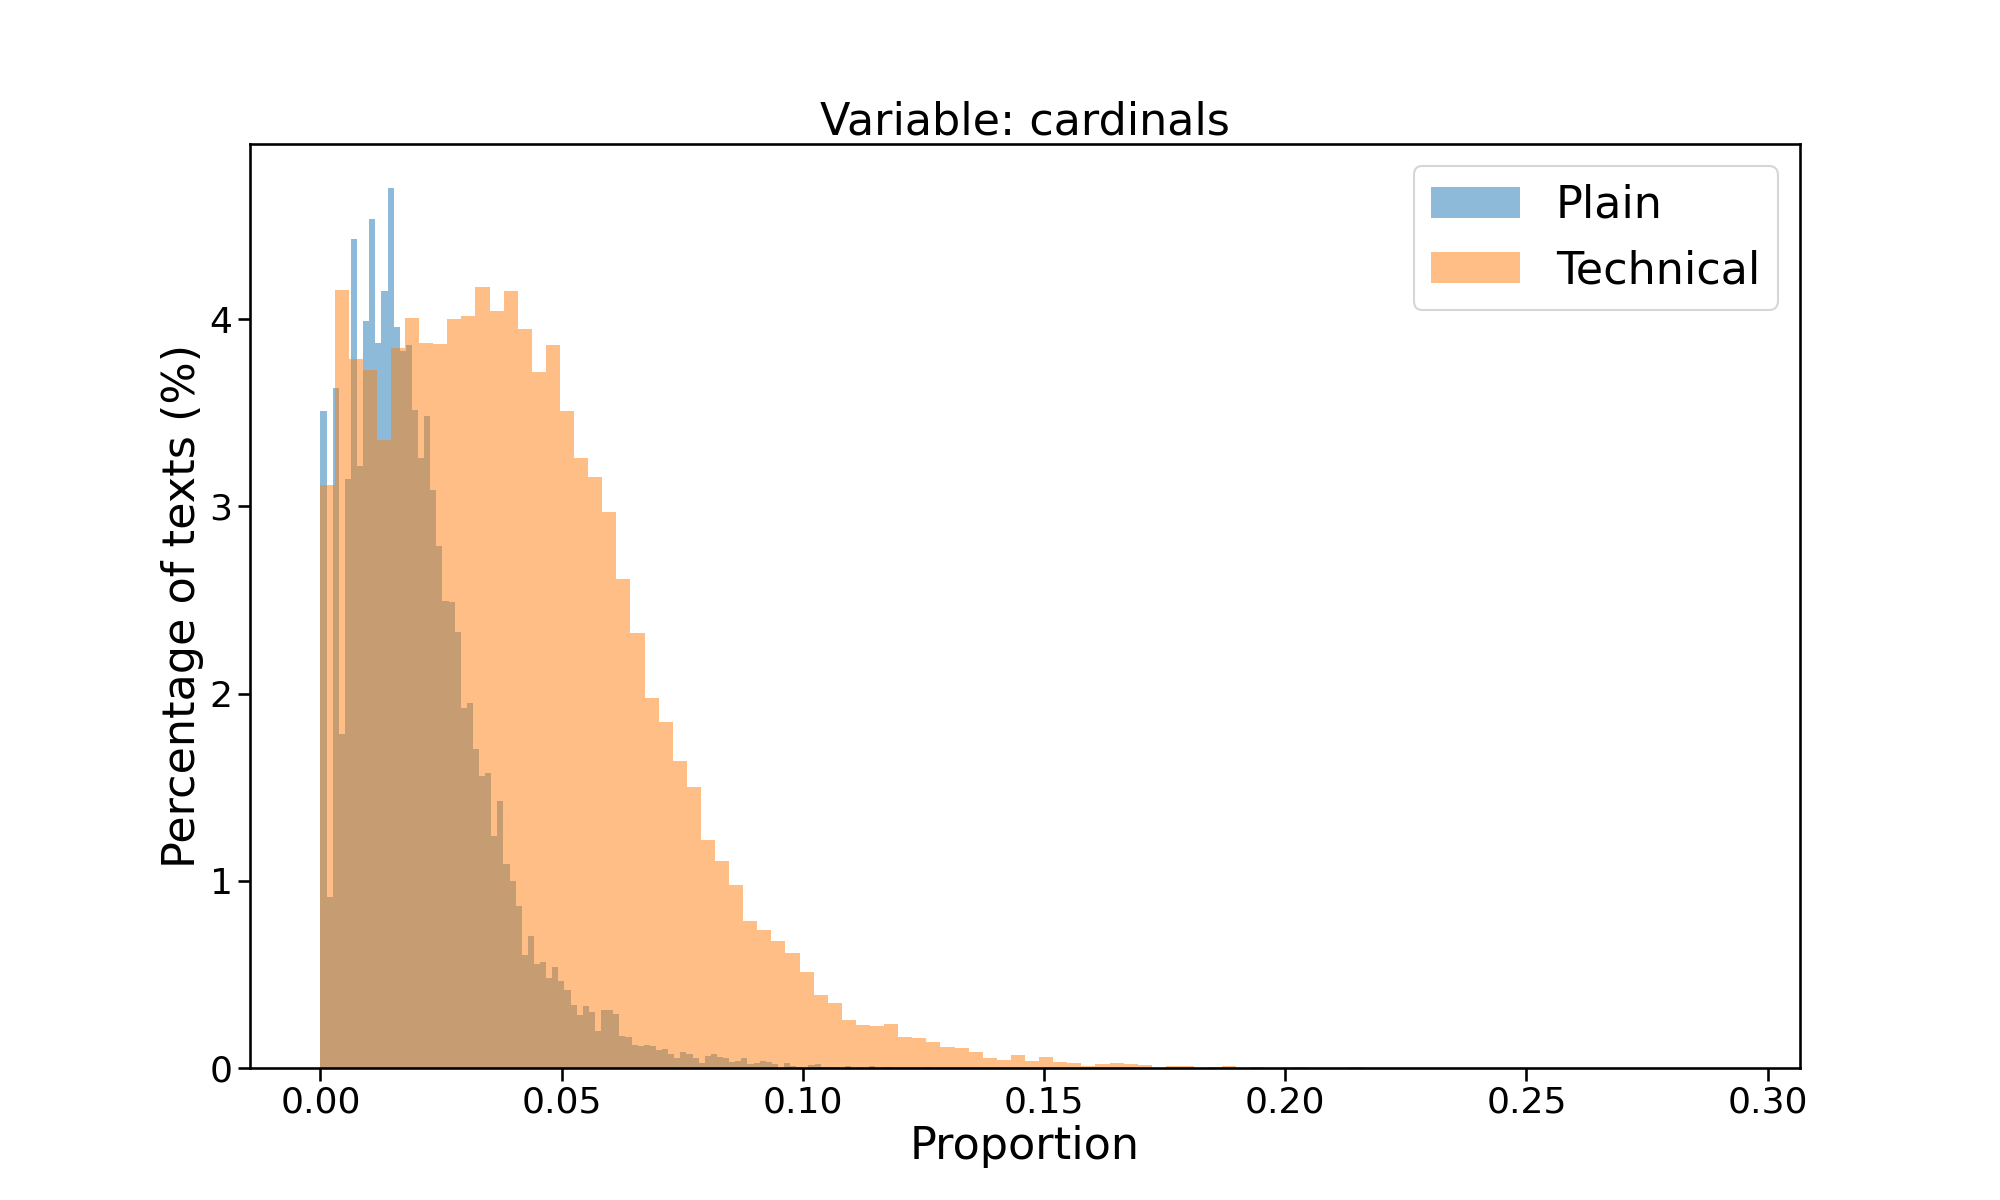 Variable: cardinals
Plain
Technical
Percentage of texts (%)
4
3
2
1
0
0.00 0.05 0.10 0.15 0.20 0.25 0.30
Proportion